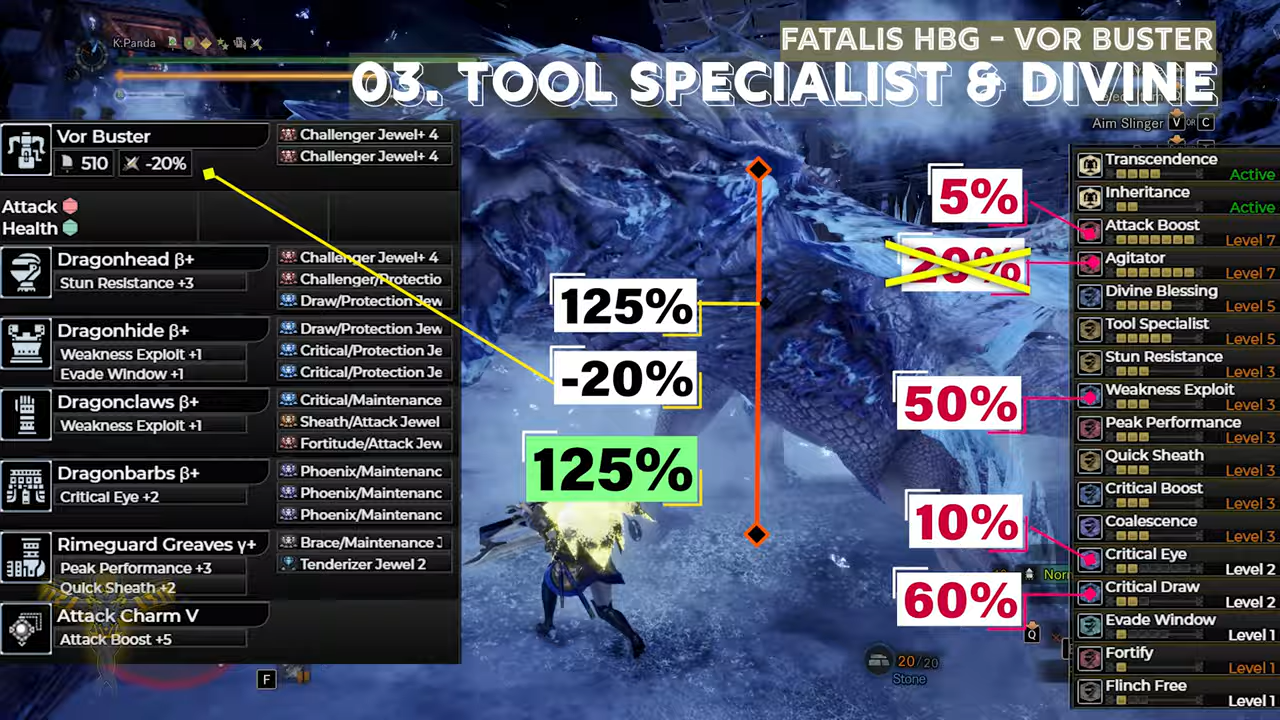 K.Panda
FATALIS HBG - VOR BUSTER
03. TOOL SPECIALIST & DIVINE
Aim Slinger V OR C
Vor Buster
510 -20%
Challenger Jewel+ 4
Challenger Jewel+ 4
Attack
Health
Dragonhead β+
Stun Resistance +3
Challenger Jewel+ 4
Challenger/Protectio
Draw/Protection Jew
Dragonhide β+
Weakness Exploit +1
Evade Window +1
Draw/Protection Jew
Critical/Protection Je
Critical/Protection Je
Dragonclaws β+
Weakness Exploit +1
Critical/Maintenance
Sheath/Attack Jewel
Fortitude/Attack Jew
Dragonbarbs β+
Critical Eye +2
Phoenix/Maintenanc
Phoenix/Maintenanc
Phoenix/Maintenanc
Rimeguard Greaves γ+
Peak Performance +3
Quick Sheath +2
Brace/Maintenance J
Tenderizer Jewel 2
Attack Charm V
Attack Boost +5
125%
-20%
125%
5%
20%
50%
10%
60%
Transcendence
Active
Inheritance
Active
Attack Boost
Level 7
Agitator
Level 7
Divine Blessing
Level 5
Tool Specialist
Level 5
Stun Resistance
Level 3
Weakness Exploit
Level 3
Peak Performance
Level 3
Quick Sheath
Level 3
Critical Boost
Level 3
Coalescence
Level 3
Critical Eye
Level 2
Critical Draw
Level 2
Evade Window
Level 1
Fortify
Level 1
Flinch Free
Level 1
Norm
Q
20/20
Stone
F